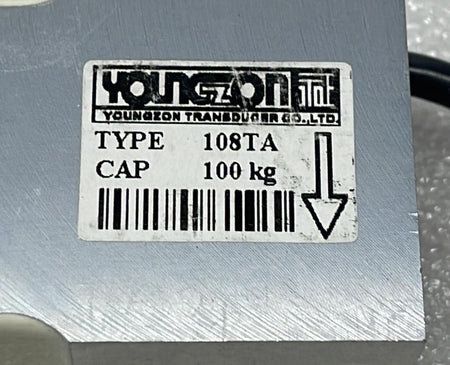 YOUNGZON
YOUNGZON TRANSDUCER CO.,LTD.
TYPE 108TA
CAP 100 kg